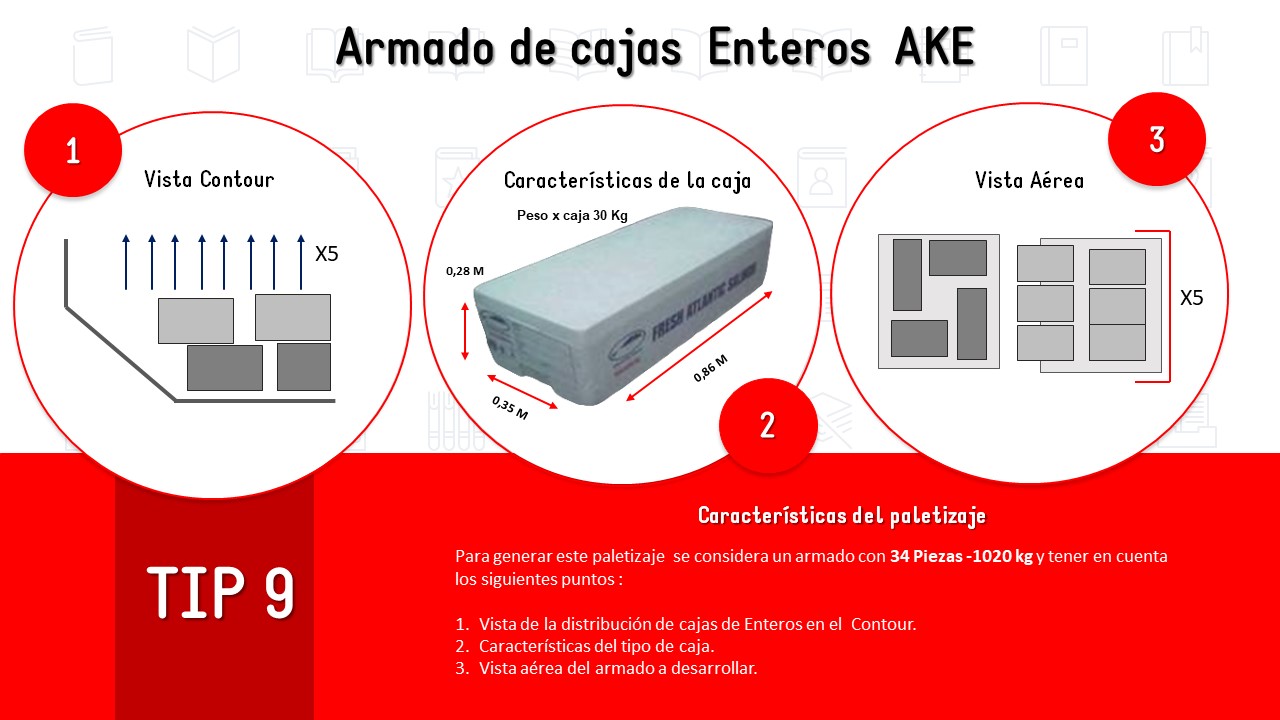 Armado de cajas Enteros AKE
1
Vista Contour
X5
Características de la caja
Peso x caja 30 Kg
0,28 M
0,35 M
0,86 M
FRESH ATLANTIC SALMON
2
3
Vista Aérea
X5
TIP 9
Características del paletizaje
Para generar este paletizaje se considera un armado con 34 Piezas -1020 kg y tener en cuenta
los siguientes puntos :
1. Vista de la distribución de cajas de Enteros en el Contour.
2. Características del tipo de caja.
3. Vista aérea del armado a desarrollar.